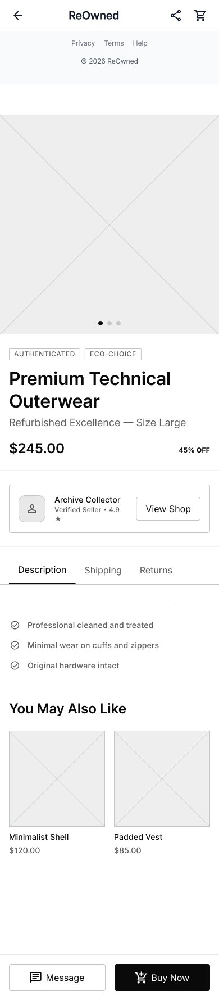 ReOwned
Privacy Terms Help
© 2026 ReOwned
AUTHENTICATED ECO-CHOICE
Premium Technical
Outerwear
Refurbished Excellence — Size Large
$245.00 45% OFF
Archive Collector
Verified Seller • 4.9
★
View Shop
Description Shipping Returns
Professional cleaned and treated
Minimal wear on cuffs and zippers
Original hardware intact
You May Also Like
Minimalist Shell
$120.00
Padded Vest
$85.00
Message Buy Now